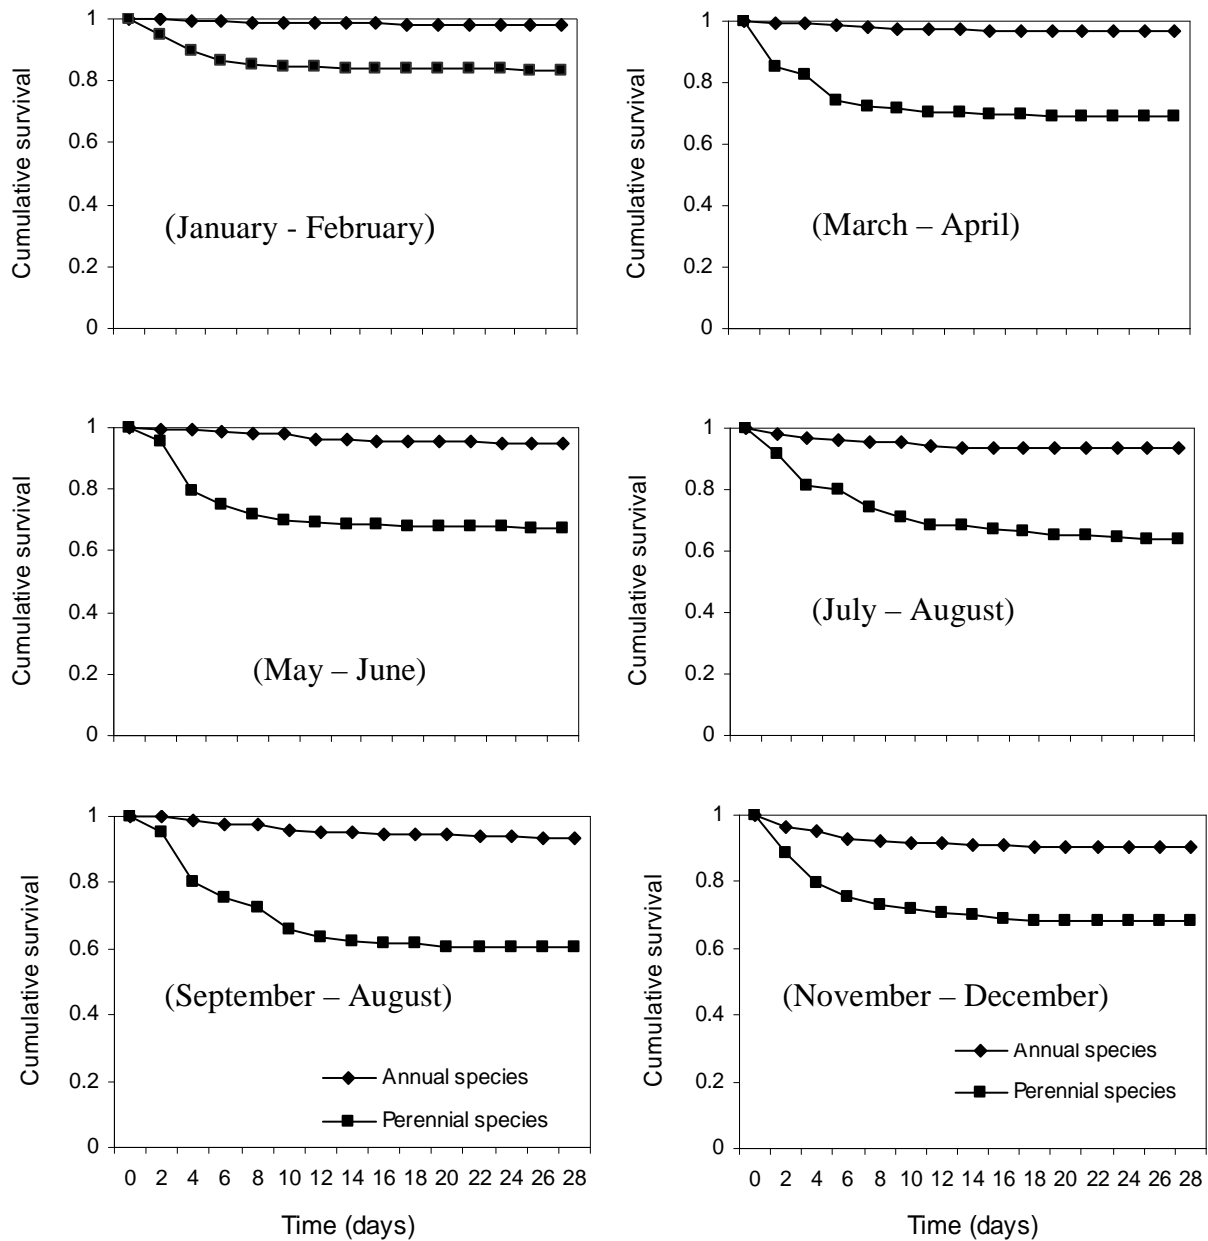 1
0.8
0.6
0.4
0.2
0
Cumulative survival
(January - February)
1
0.8
0.6
0.4
0.2
0
Cumulative survival
(March – April)
1
0.8
0.6
0.4
0.2
0
Cumulative survival
(May – June)
1
0.8
0.6
0.4
0.2
0
Cumulative survival
(July – August)
1
0.8
0.6
0.4
0.2
0
Cumulative survival
(September – August)
Annual species
Perennial species
0 2 4 6 8 10 12 14 16 18 20 22 24 26 28
Time (days)
1
0.8
0.6
0.4
0.2
0
Cumulative survival
(November – December)
Annual species
Perennial species
0 2 4 6 8 10 12 14 16 18 20 22 24 26 28
Time (days)